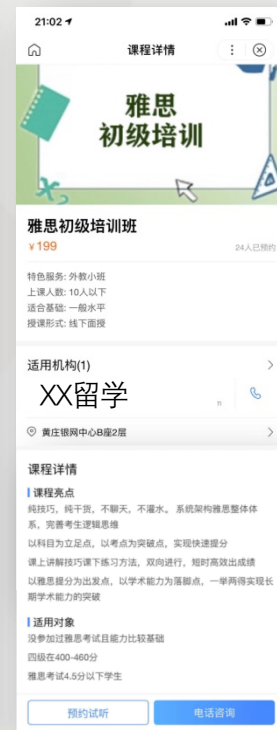 21:02
课程详情
雅思
初级培训
雅思初级培训班
¥199
24人已预约
特色服务: 外教小班
上课人数: 10人以下
适合基础: 一般水平
授课形式: 线下面授
适用机构(1)
XX留学
n
黄庄银网中心B座2层
课程详情
课程亮点
纯技巧，纯干货，不聊天，不灌水。 系统架构雅思整体体
系，完善考生逻辑思维
以科目为立足点，以考点为突破点，实现快速提分
课上讲解技巧课下练习方法，双向进行，短时高效出成绩
以雅思提分为出发点，以学术能力为落脚点，一举两得实现长
期学术能力的突破
适用对象
没参加过雅思考试且能力比较基础
四级在400-460分
雅思考试4.5分以下学生
预约试听
电话咨询